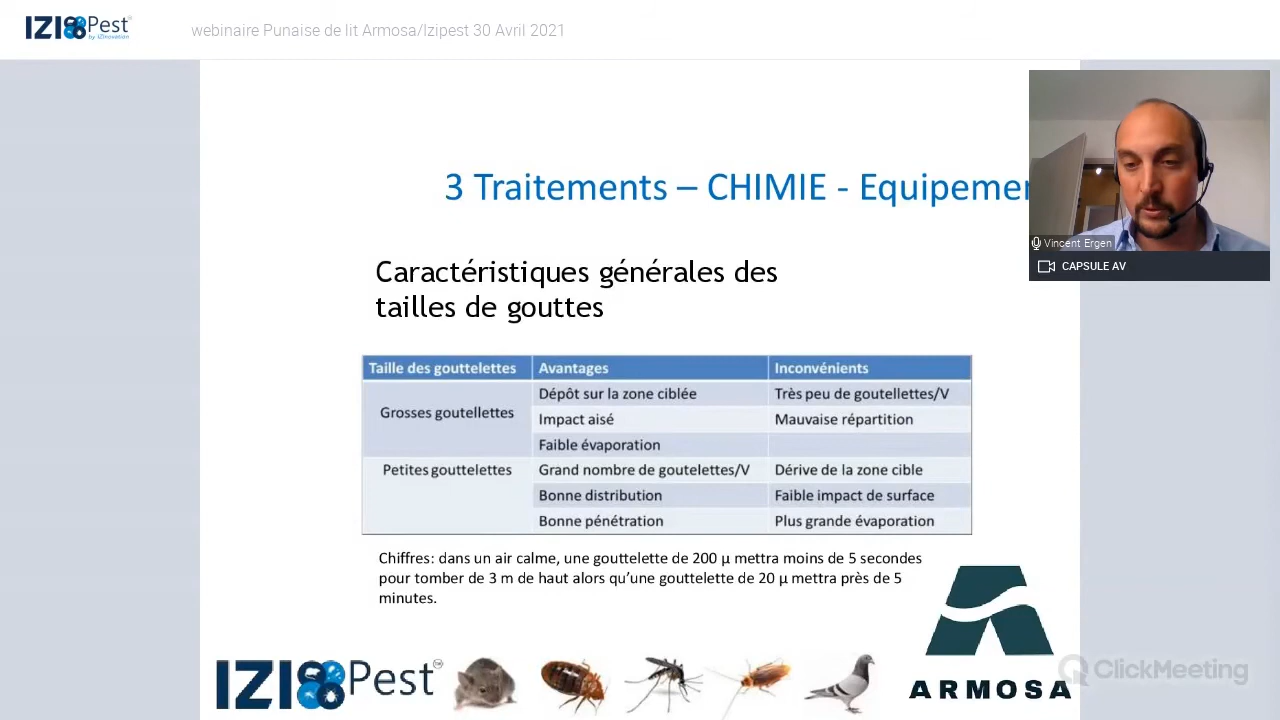 IZI Pest
by IZInovation
webinaire Punaise de lit Armosa/Izipest 30 Avril 2021
3 Traitements – CHIMIE - Equipemen
Vincent Ergen
CAPSULE AV
Caractéristiques générales des
tailles de gouttes
Taille des gouttelettes Avantages Inconvénients
Grosses goutellettes Dépôt sur la zone ciblée Très peu de goutellettes/V
Impact aisé Mauvaise répartition
Faible évaporation
Petites gouttelettes Grand nombre de goutelettes/V Dérive de la zone cible
Bonne distribution Faible impact de surface
Bonne pénétration Plus grande évaporation
Chiffres: dans un air calme, une gouttelette de 200 µ mettra moins de 5 secondes
pour tomber de 3 m de haut alors qu’une gouttelette de 20 µ mettra près de 5
minutes.
IZI Pest™
ARMOSA
ClickMeeting